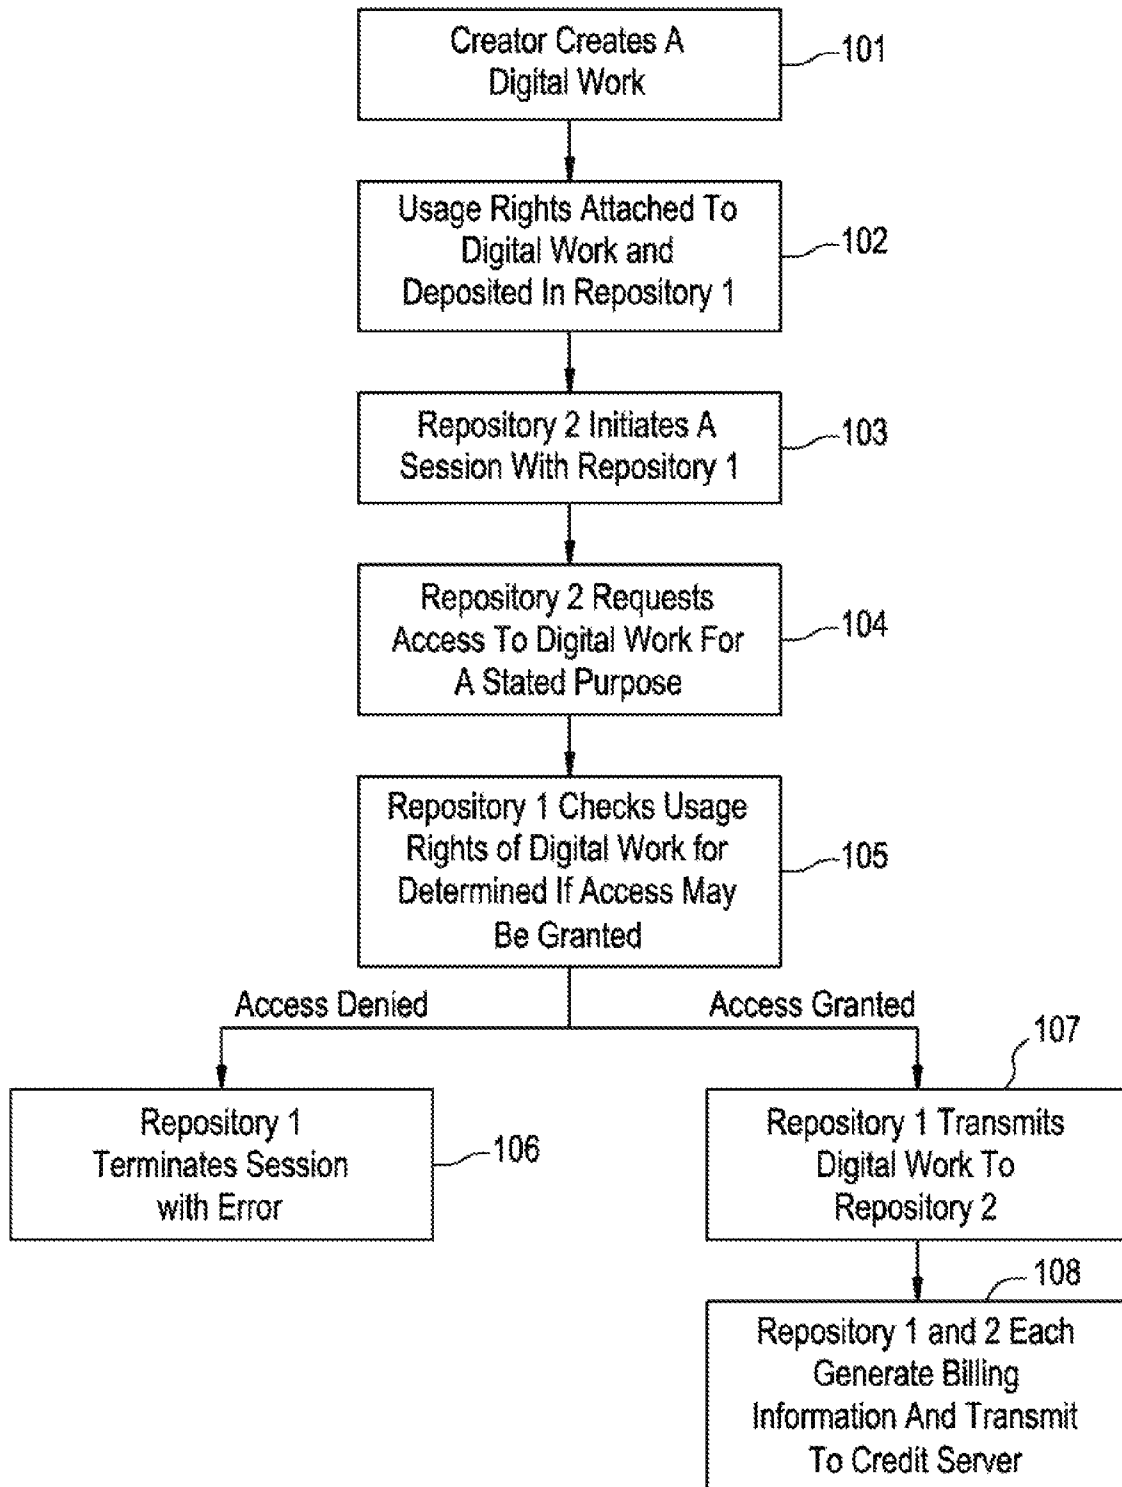 Creator Creates A
Digital Work
101
Usage Rights Attached To
Digital Work and
Deposited In Repository 1
102
Repository 2 Initiates A
Session With Repository 1
103
Repository 2 Requests
Access To Digital Work For
A Stated Purpose
104
Repository 1 Checks Usage
Rights of Digital Work for
Determined If Access May
Be Granted
105
Access Denied
Access Granted
Repository 1
Terminates Session
with Error
106
107
Repository 1 Transmits
Digital Work To
Repository 2
108
Repository 1 and 2 Each
Generate Billing
Information And Transmit
To Credit Server